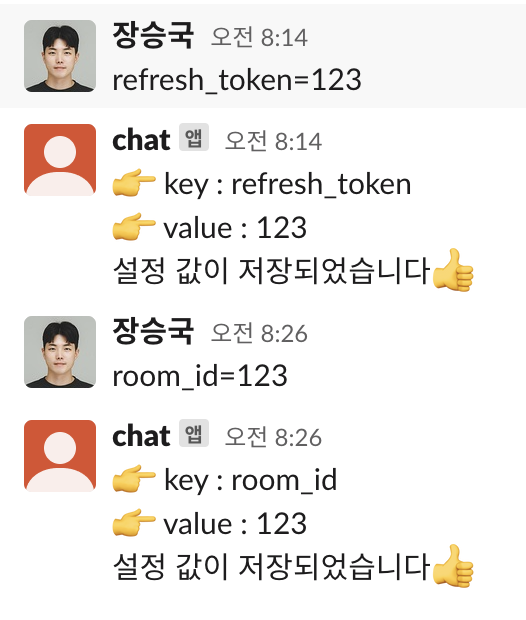 장승국 오전 8:14
refresh_token=123
chat 앱 오전 8:14
👉 key : refresh_token
👉 value : 123
설정 값이 저장되었습니다👍
장승국 오전 8:26
room_id=123
chat 앱 오전 8:26
👉 key : room_id
👉 value : 123
설정 값이 저장되었습니다👍